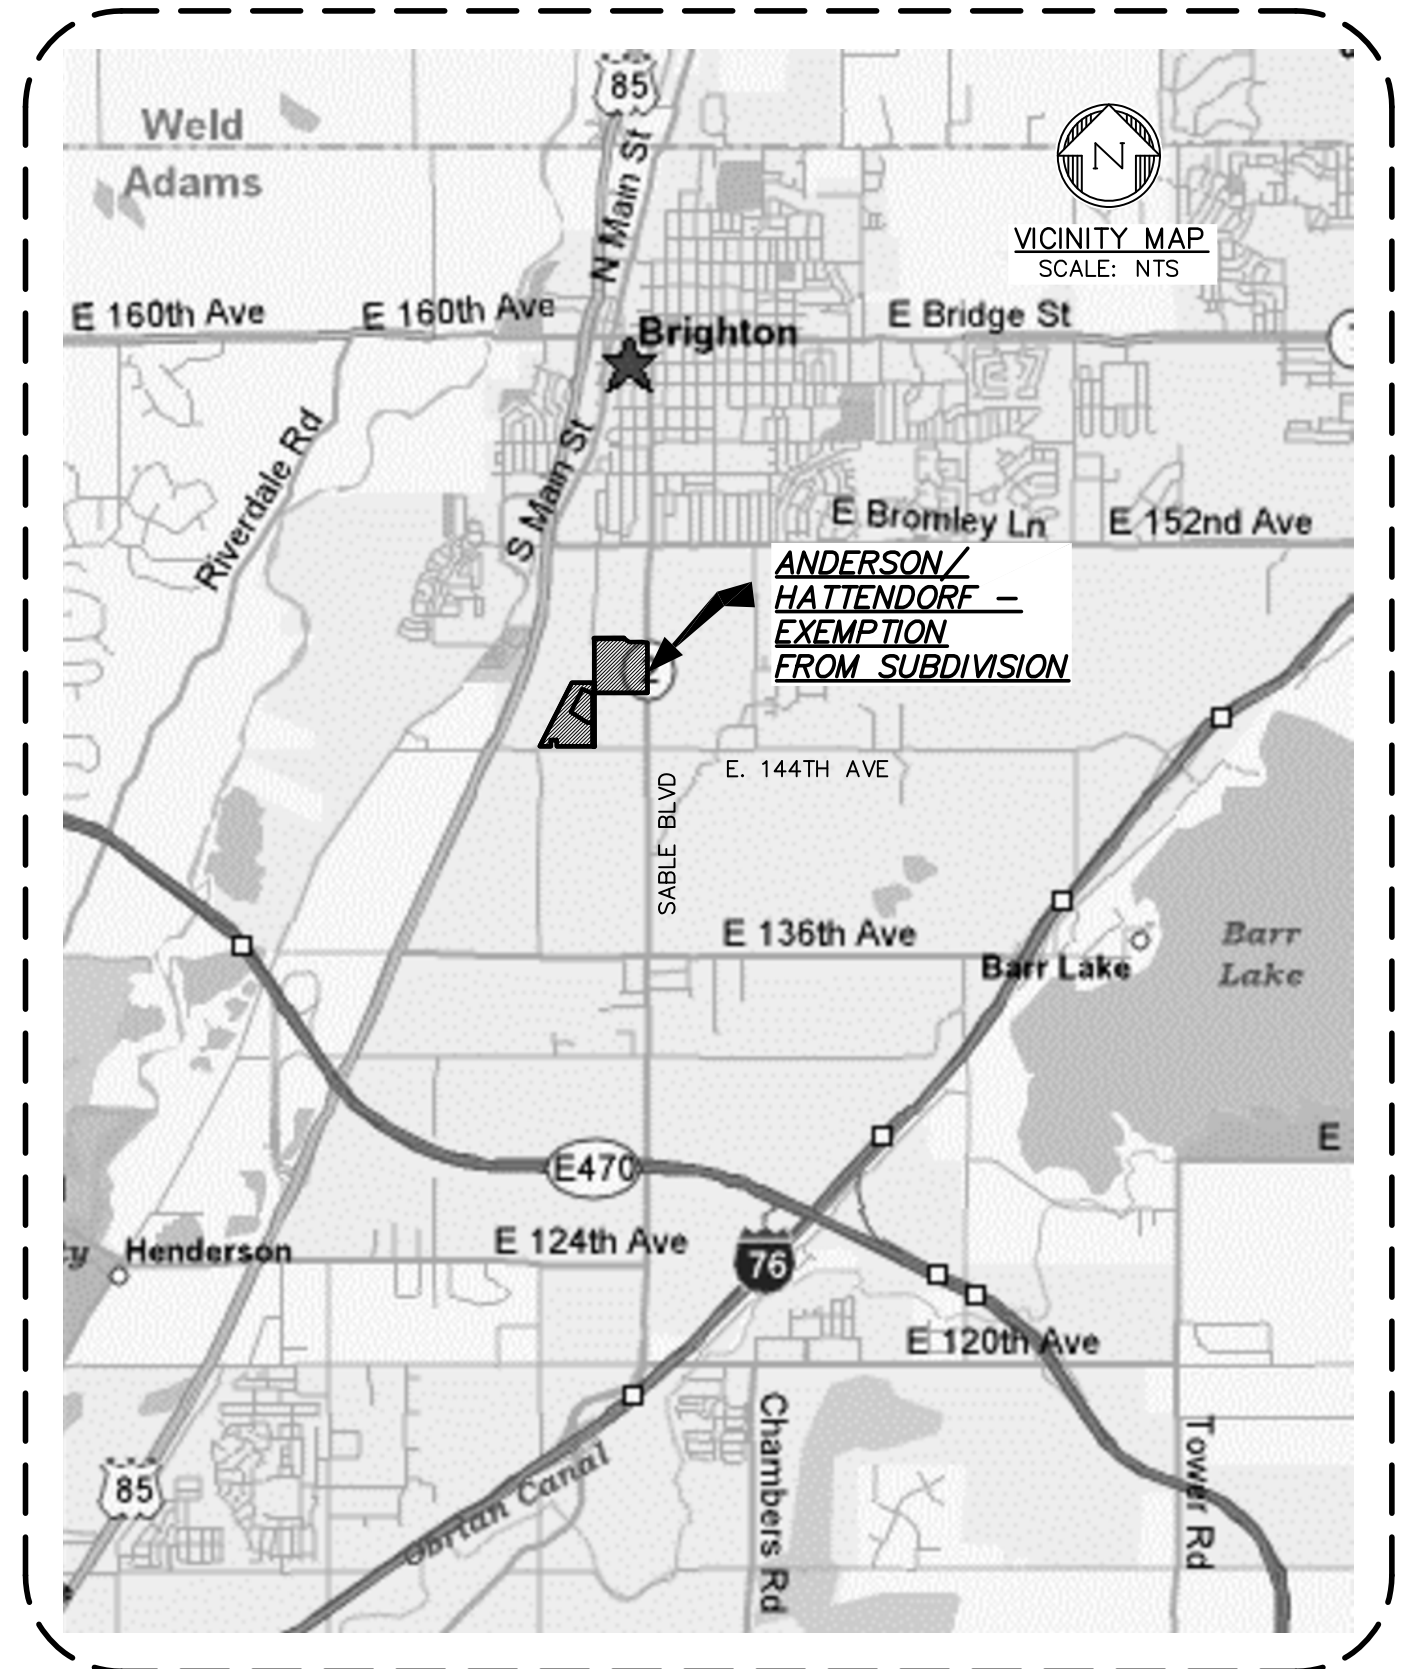 85
Weld
Adams
N Main St
N
VICINITY MAP
SCALE: NTS
E 160th Ave
E 160th Ave
E Bridge St
Brighton
Riverdale Rd
S Main St
E Bromley Ln
E 152nd Ave
ANDERSON/
HATTENDORF –
EXEMPTION
FROM SUBDIVISION
E. 144TH AVE
SABLE BLVD
E 136th Ave
Barr Lake
Barr
Lake
E
E470
E 124th Ave
Henderson
ty
76
E 120th Ave
Chambers Rd
Tower Rd
Obrian Canal
85